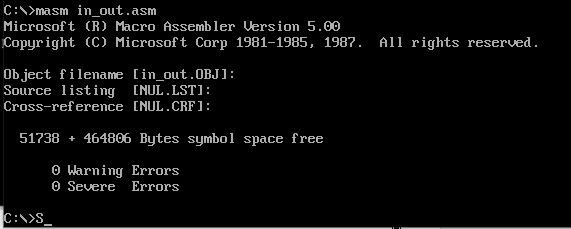 C:\>masm in_out.asm
Microsoft (R) Macro Assembler Version 5.00
Copyright (C) Microsoft Corp 1981-1985, 1987.  All rights reserved.
Object filename [in_out.OBJ]:
Source listing  [NUL.LST]:
Cross-reference [NUL.CRF]:
51738 + 464806 Bytes symbol space free
0 Warning Errors
0 Severe  Errors
C:\>S_